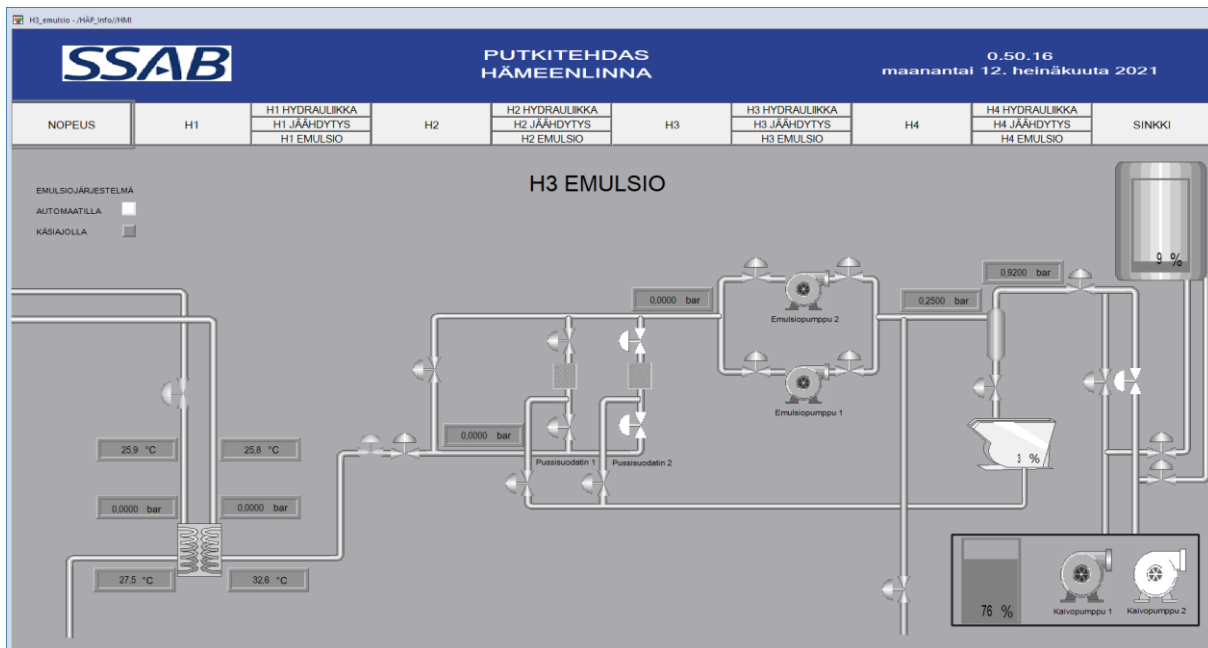 H3_emulsio - /HÄP_Info//HMI
SSAB
PUTKITEHDAS
HÄMEENLINNA
0.50.16
maanantai 12. heinäkuuta 2021
NOPEUS
H1
H1 HYDRAULIIKKA
H1 JÄÄHDYTYS
H1 EMULSIO
H2
H2 HYDRAULIIKKA
H2 JÄÄHDYTYS
H2 EMULSIO
H3
H3 HYDRAULIIKKA
H3 JÄÄHDYTYS
H3 EMULSIO
H4
H4 HYDRAULIIKKA
H4 JÄÄHDYTYS
H4 EMULSIO
SINKKI
H3 EMULSIO
EMULSIOJÄRJESTELMÄ
AUTOMAATILLA
KÄSIAJOLLA
9 %
0,9200 bar
0,0000 bar
0,2500 bar
Emulsiopumppu 2
Emulsiopumppu 1
0,0000 bar
25,9 °C
25,8 °C
Pussisuodatin 1
Pussisuodatin 2
3 %
0,0000 bar
0,0000 bar
27,5 °C
32,6 °C
76 %
Kaivopumppu 1
Kaivopumppu 2